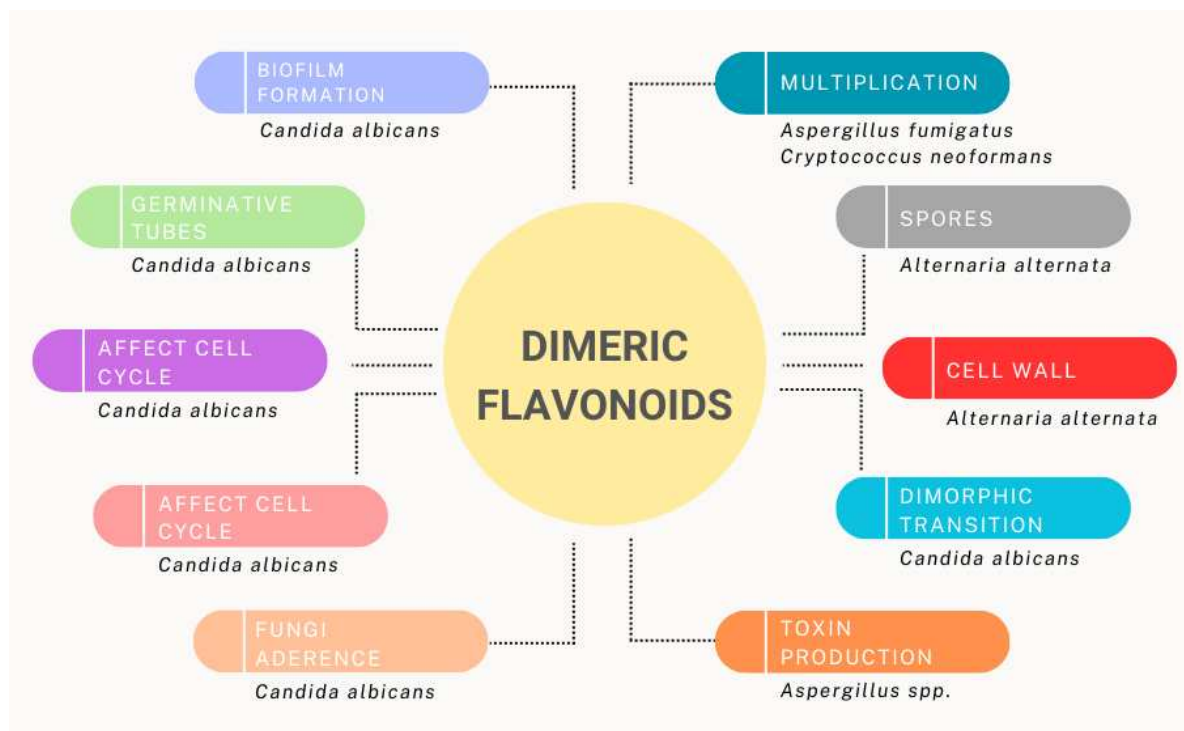 BIOFILM
FORMATION
Candida albicans
GERMINATIVE
TUBES
Candida albicans
AFFECT CELL
CYCLE
Candida albicans
AFFECT CELL
CYCLE
Candida albicans
FUNGI
ADERENCE
Candida albicans
DIMERIC
FLAVONOIDS
MULTIPLICATION
Aspergillus fumigatus
Cryptococcus neoformans
SPORES
Alternaria alternata
CELL WALL
Alternaria alternata
DIMORPHIC
TRANSITION
Candida albicans
TOXIN
PRODUCTION
Aspergillus spp.